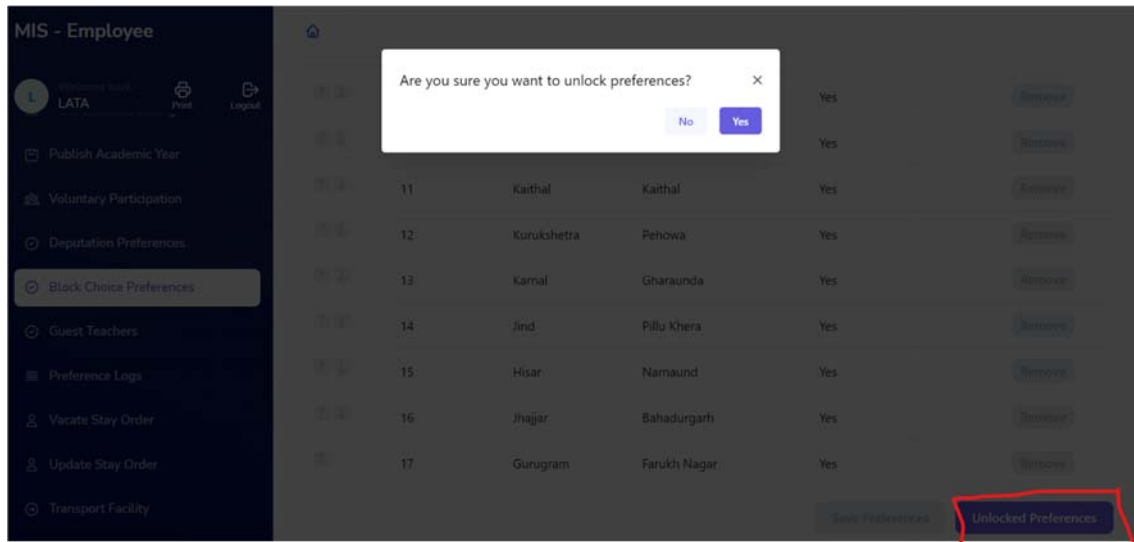 MIS - Employee
Are you sure you want to unlock preferences?
No Yes
L Welcome back LATA Print Logout
Yes Remove
Publish Academic Year
Yes Remove
Voluntary Participation
11 Kaithal Kaithal Yes Remove
Deputation Preferences
12 Kurukshetra Pehowa Yes Remove
Block Choice Preferences
13 Karnal Gharaunda Yes Remove
Guest Teachers
14 Jind Pillu Khera Yes Remove
Preference Logs
15 Hisar Narnaund Yes Remove
Vacate Stay Order
16 Jhajjar Bahadurgarh Yes Remove
Update Stay Order
17 Gurugram Farukh Nagar Yes Remove
Transport Facility
Save Preferences Unlocked Preferences